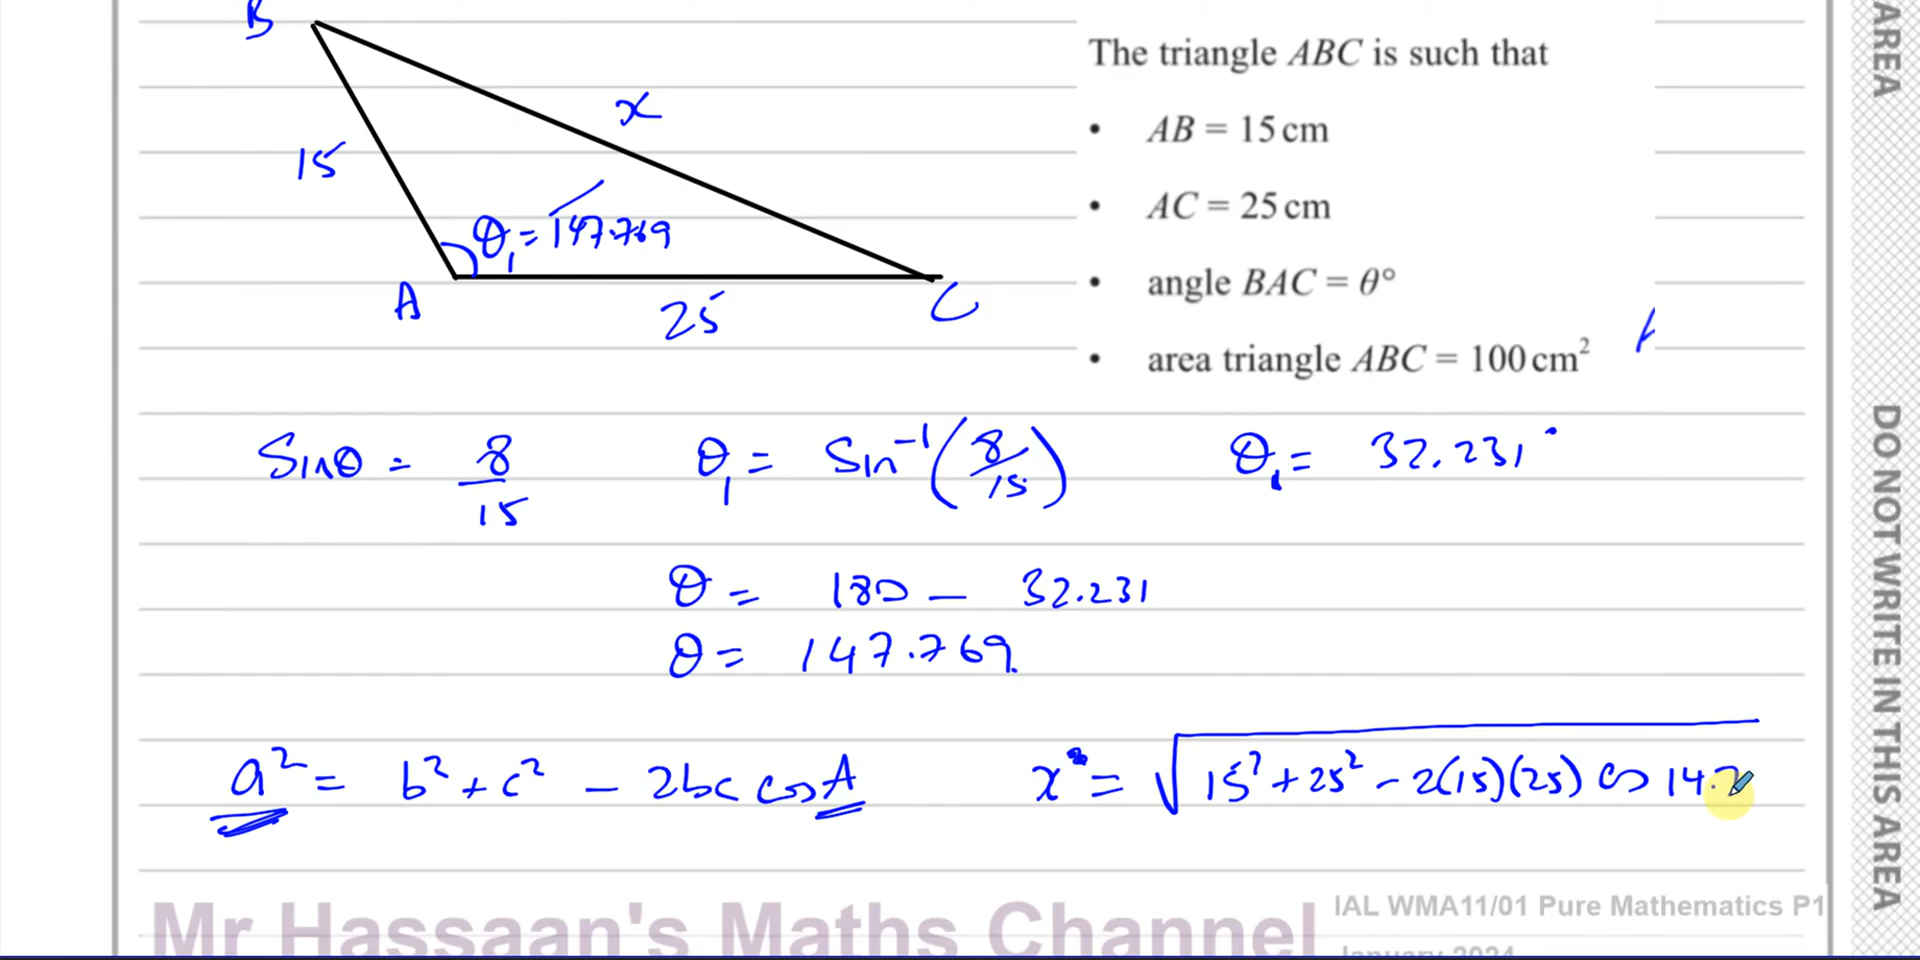 B
The triangle ABC is such that
x
• AB = 15 cm
15
• AC = 25 cm
θ₁ = 147.769
• angle BAC = θ°
A
25
C
• area triangle ABC = 100 cm²
Sinθ = 8/15
θ₁ = Sin⁻¹(8/15)
θ₁ = 32.231°
θ = 180 - 32.231
θ = 147.769
a² = b² + c² - 2bc cos A
x = √15² + 25² - 2(15)(25) cos 147
Mr Hassaan's Maths Channel
IAL WMA11/01 Pure Mathematics P1
January 2024
AREA
DO NOT WRITE IN THIS AREA